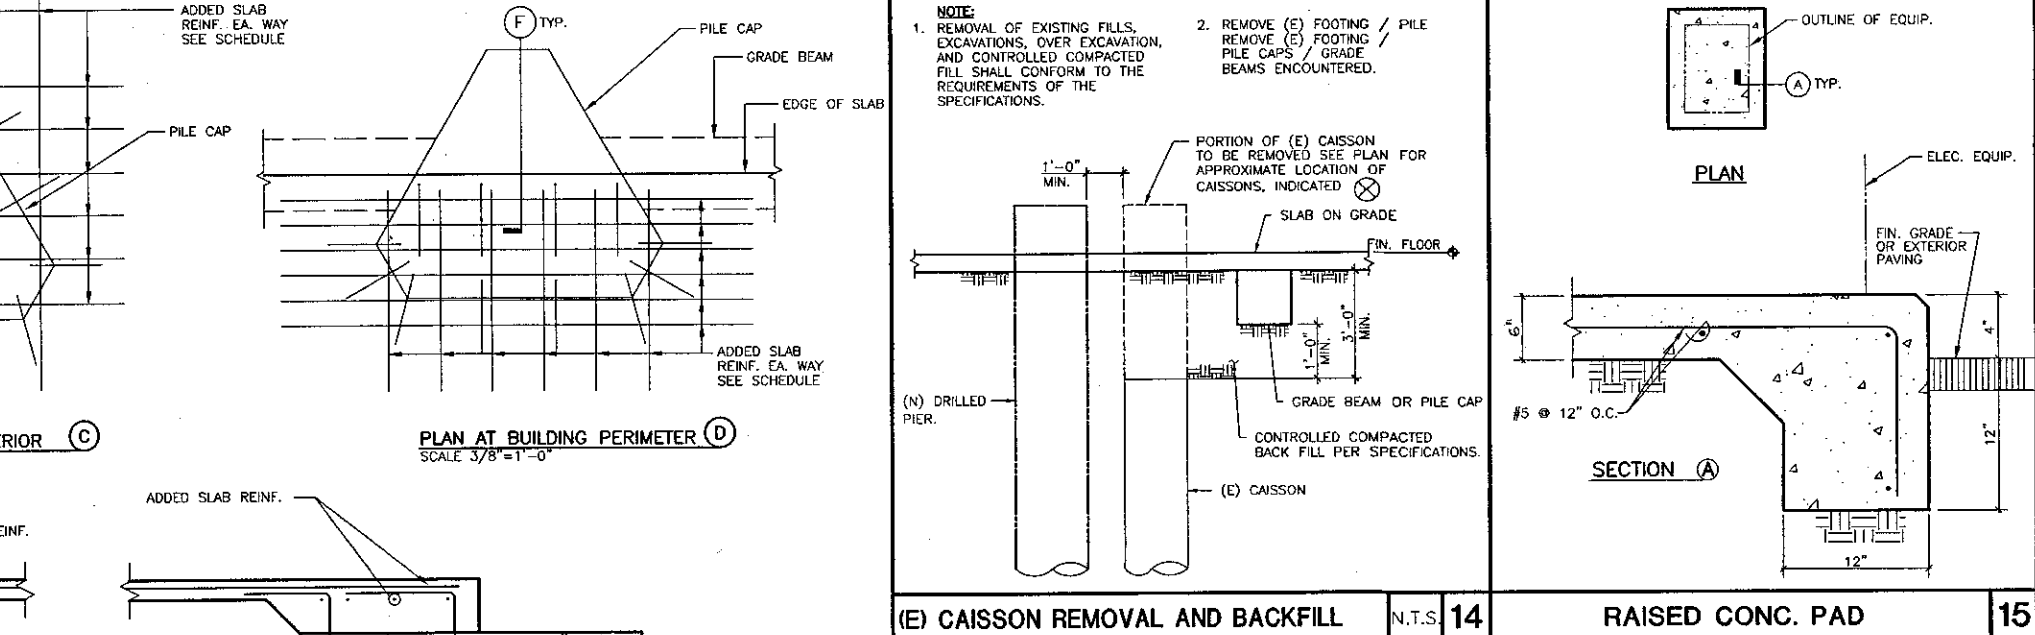 ADDED SLAB
REINF. EA. WAY
SEE SCHEDULE
PILE CAP
RIOR C
F TYP.
PILE CAP
GRADE BEAM
EDGE OF SLAB
ADDED SLAB
REINF. EA. WAY
SEE SCHEDULE
PLAN AT BUILDING PERIMETER D
SCALE 3/8"=1'-0"
ADDED SLAB REINF.
EINF.
NOTE:
1. REMOVAL OF EXISTING FILLS,
EXCAVATIONS, OVER EXCAVATION,
AND CONTROLLED COMPACTED
FILL SHALL CONFORM TO THE
REQUIREMENTS OF THE
SPECIFICATIONS.
2. REMOVE (E) FOOTING / PILE
REMOVE (E) FOOTING /
PILE CAPS / GRADE
BEAMS ENCOUNTERED.
PORTION OF (E) CAISSON
TO BE REMOVED SEE PLAN FOR
APPROXIMATE LOCATION OF
CAISSONS, INDICATED
1'-0"
MIN.
SLAB ON GRADE
FIN. FLOOR
1'-0"
MIN.
3'-0"
MIN.
(N) DRILLED
PIER.
GRADE BEAM OR PILE CAP
CONTROLLED COMPACTED
BACK FILL PER SPECIFICATIONS.
(E) CAISSON
(E) CAISSON REMOVAL AND BACKFILL N.T.S. 14
OUTLINE OF EQUIP.
A TYP.
PLAN
ELEC. EQUIP.
FIN. GRADE
OR EXTERIOR
PAVING
6"
4"
#5 @ 12" O.C.
12"
SECTION A
12"
RAISED CONC. PAD 15